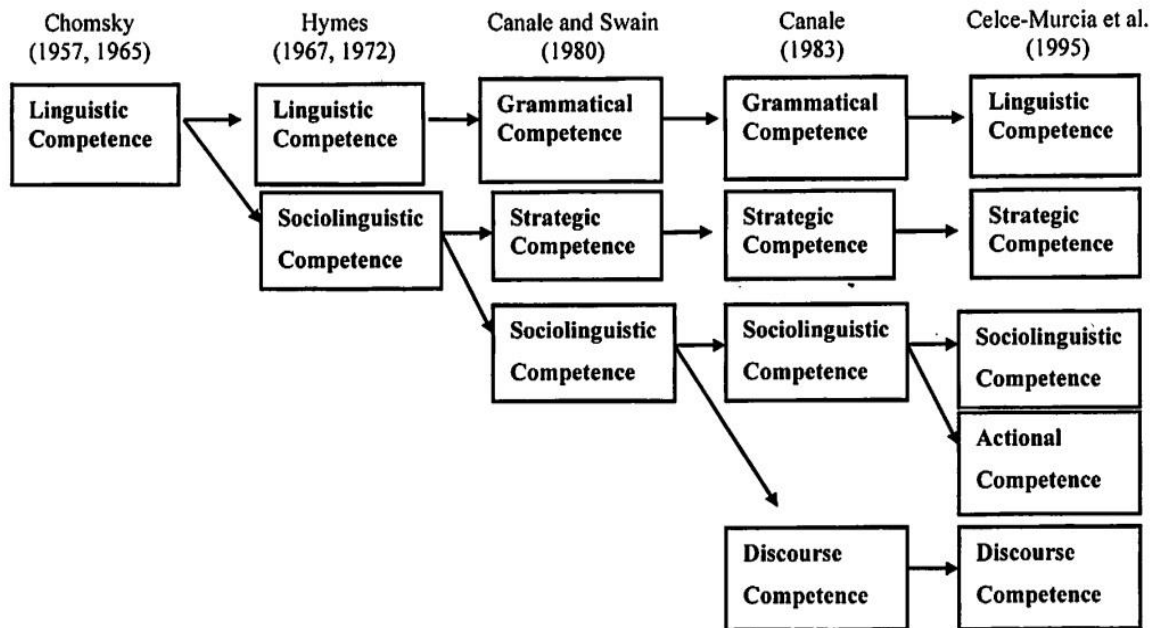 Chomsky
(1957, 1965)
Hymes
(1967, 1972)
Canale and Swain
(1980)
Canale
(1983)
Celce-Murcia et al.
(1995)
Linguistic
Competence
Linguistic
Competence
Grammatical
Competence
Grammatical
Competence
Linguistic
Competence
Sociolinguistic
Competence
Strategic
Competence
Strategic
Competence
Strategic
Competence
Sociolinguistic
Competence
Sociolinguistic
Competence
Sociolinguistic
Competence
Actional
Competence
Discourse
Competence
Discourse
Competence